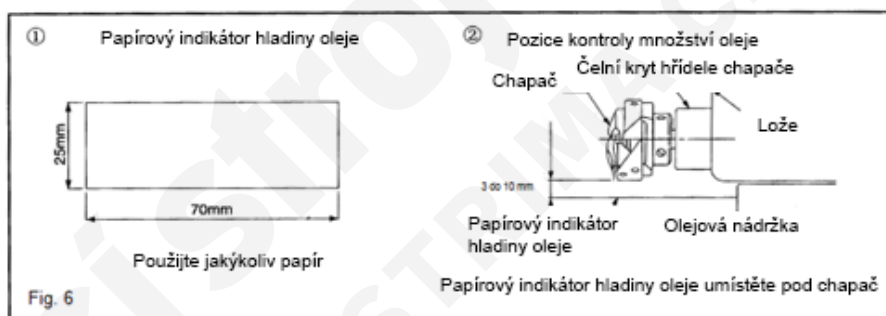 ① Papírový indikátor hladiny oleje
25mm
70mm
Použijte jakýkoliv papír
Fig. 6
② Pozice kontroly množství oleje
Čelní kryt hřídele chapače
Chapač
Lože
3 do 10 mm
Papírový indikátor
hladiny oleje
Olejová nádržka
Papírový indikátor hladiny oleje umístěte pod chapač